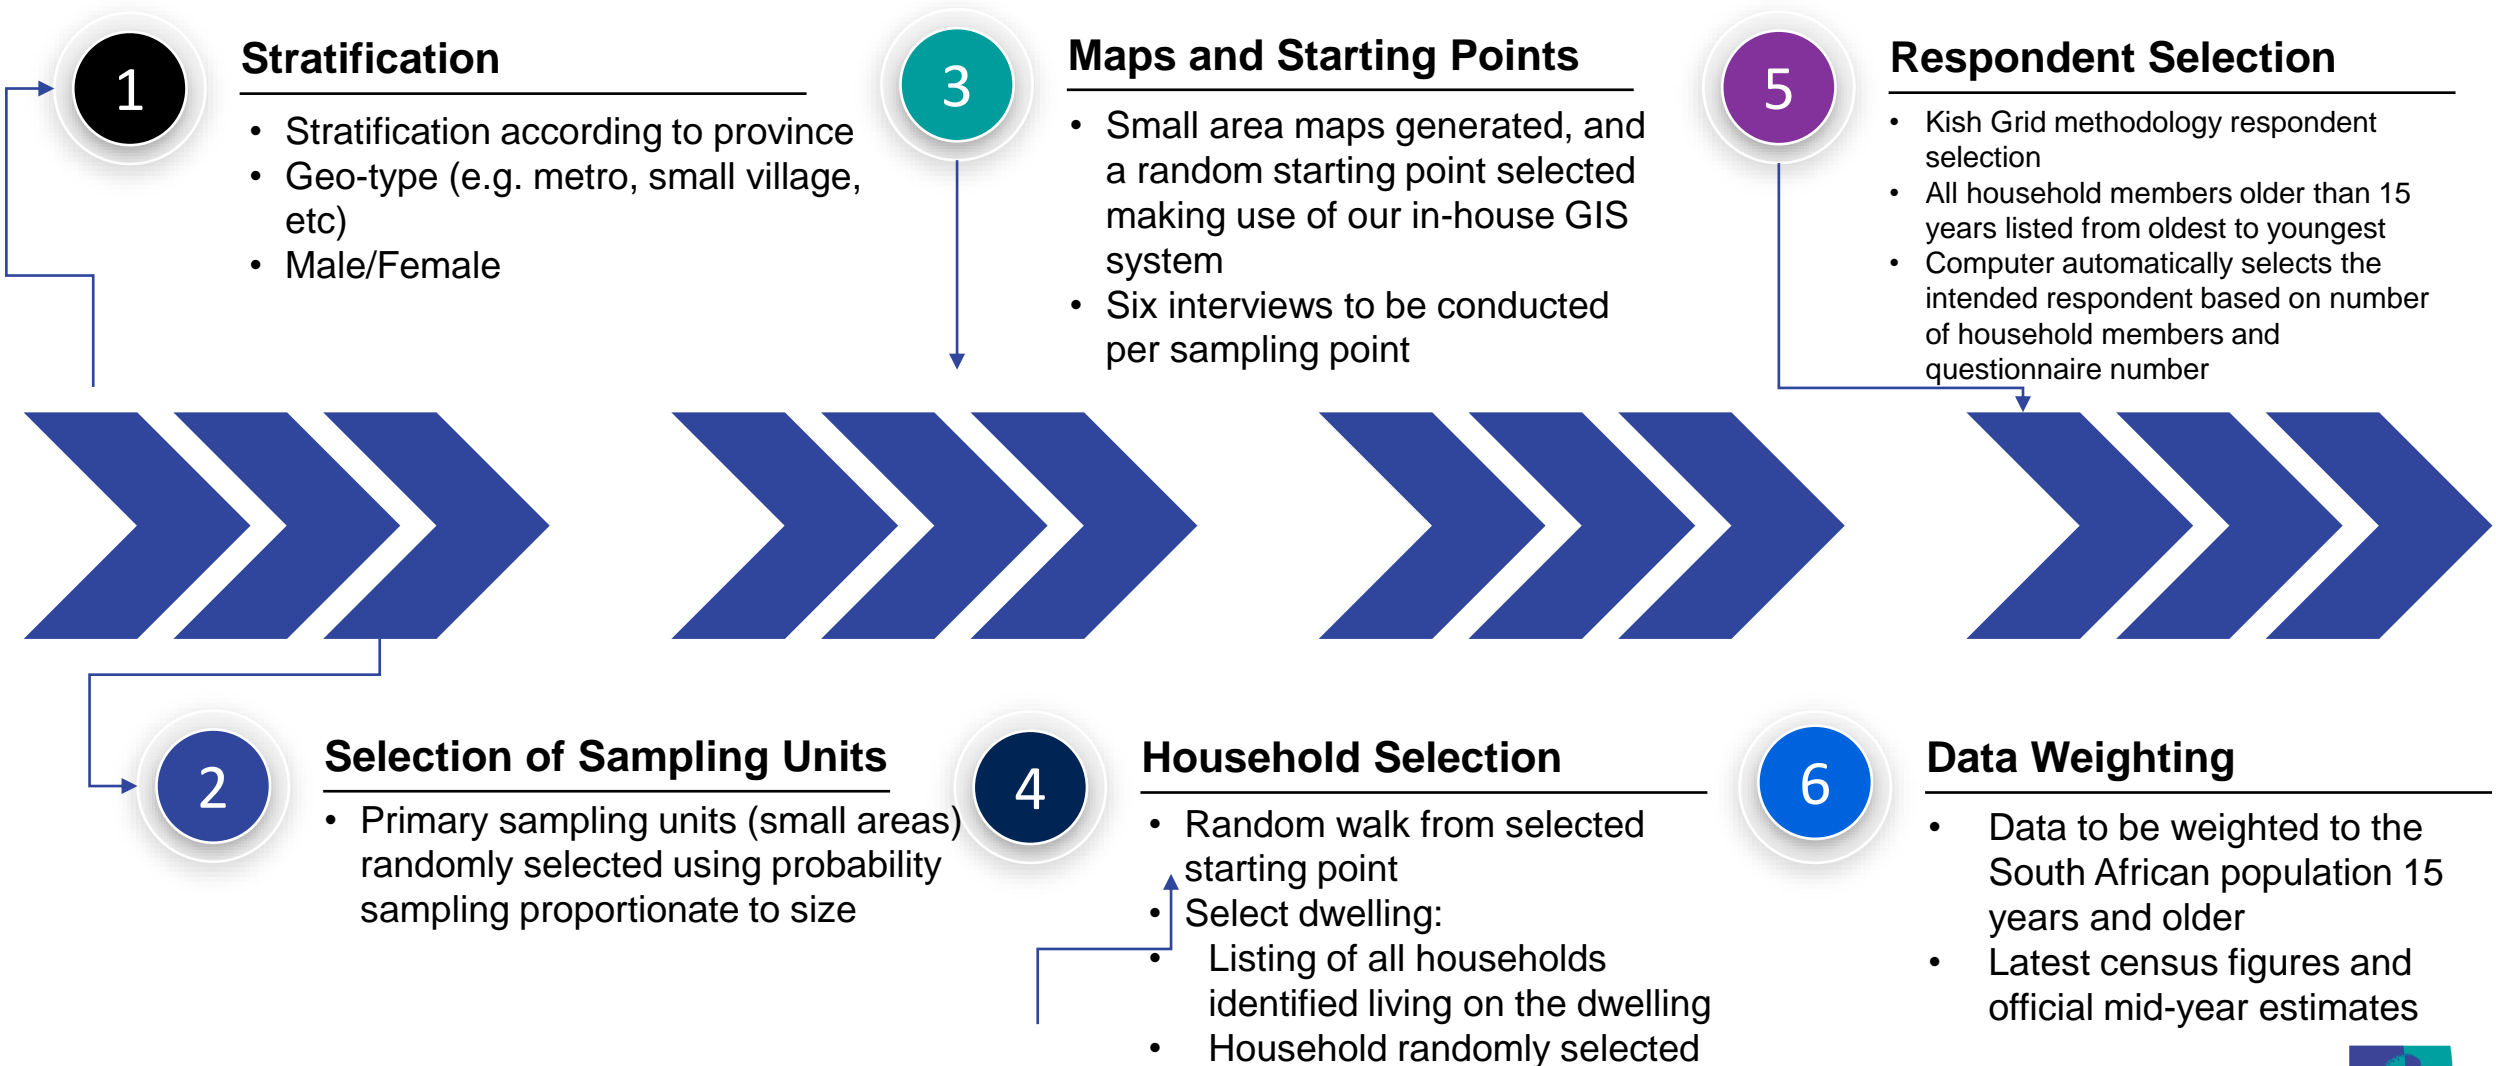 1
Stratification
• Stratification according to province
• Geo-type (e.g. metro, small village,
etc)
• Male/Female
2
Selection of Sampling Units
• Primary sampling units (small areas)
randomly selected using probability
sampling proportionate to size
3
Maps and Starting Points
• Small area maps generated, and
a random starting point selected
making use of our in-house GIS
system
• Six interviews to be conducted
per sampling point
4
Household Selection
• Random walk from selected
starting point
• Select dwelling:
• Listing of all households
identified living on the dwelling
• Household randomly selected
5
Respondent Selection
• Kish Grid methodology respondent
selection
• All household members older than 15
years listed from oldest to youngest
• Computer automatically selects the
intended respondent based on number
of household members and
questionnaire number
6
Data Weighting
• Data to be weighted to the
South African population 15
years and older
• Latest census figures and
official mid-year estimates